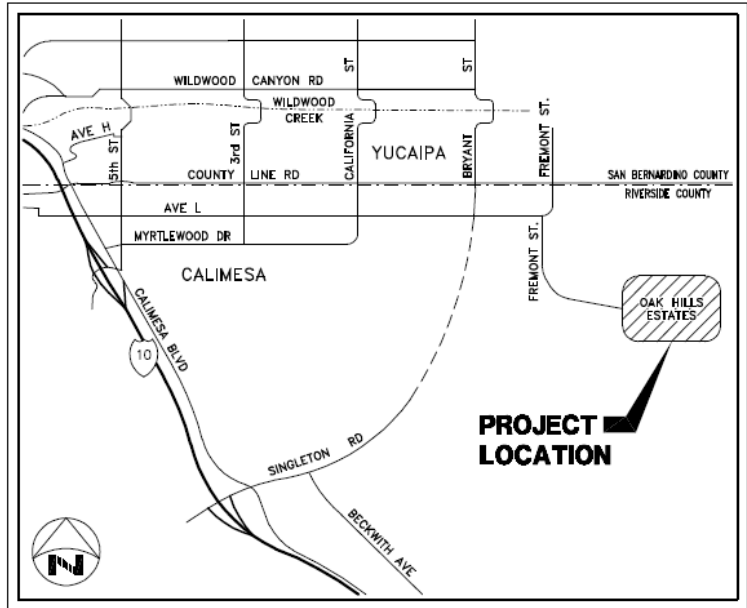 WILDWOOD CANYON RD
ST
ST
WILDWOOD
CREEK
AVE H
5th ST
3rd ST
CALIFORNIA
YUCAIPA
BRYANT
FREMONT ST.
COUNTY LINE RD
SAN BERNARDINO COUNTY
RIVERSIDE COUNTY
AVE L
MYRTLEWOOD DR
FREMONT ST.
CALIMESA
OAK HILLS
ESTATES
CALIMESA BLVD
10
PROJECT
LOCATION
SINGLETON RD
BECKWITH AVE
N